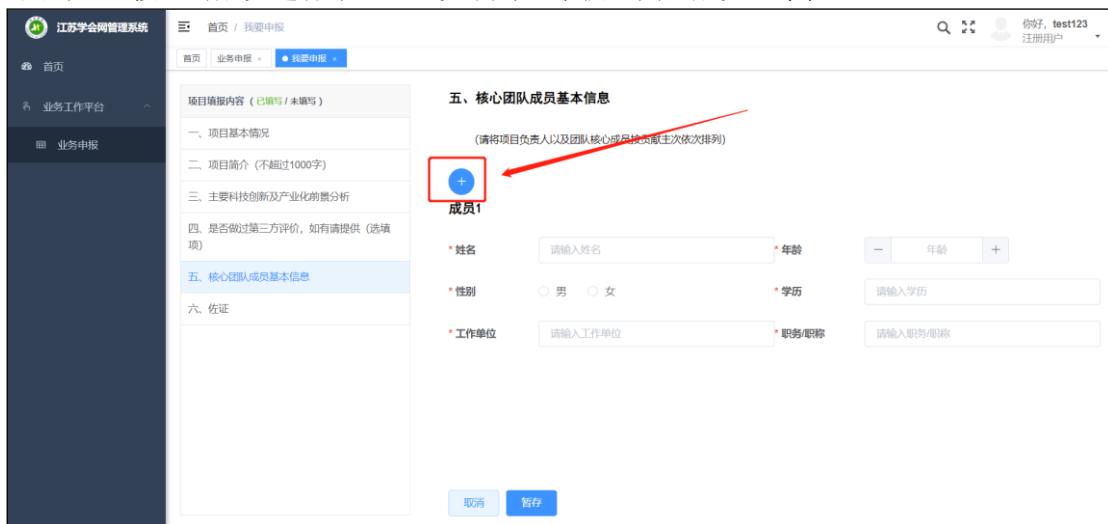 江苏学会网管理系统
首页 / 我要申报
你好, test123
注册用户
首页
业务申报 ×
● 我要申报 ×
首页
业务工作平台
业务申报
项目填报内容 ( 已填写 / 未填写 )
一、项目基本情况
二、项目简介（不超过1000字）
三、主要科技创新及产业化前景分析
四、是否做过第三方评价，如有请提供（选填
项）
五、核心团队成员基本信息
六、佐证
五、核心团队成员基本信息
(请将项目负责人以及团队核心成员按贡献主次依次排列)
+
成员1
* 姓名 请输入姓名 * 年龄 − 年龄 +
* 性别 男 女 * 学历 请输入学历
* 工作单位 请输入工作单位 * 职务/职称 请输入职务/职称
取消 暂存